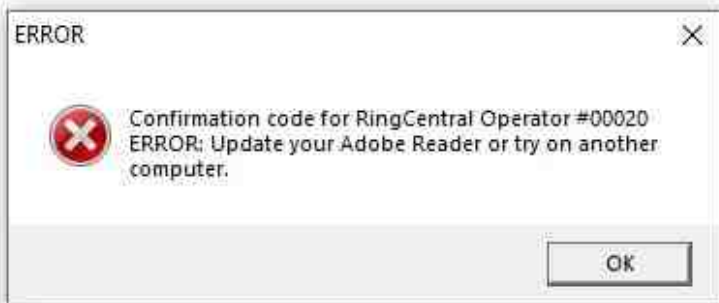 ERROR
Confirmation code for RingCentral Operator #00020
ERROR: Update your Adobe Reader or try on another
computer.
OK